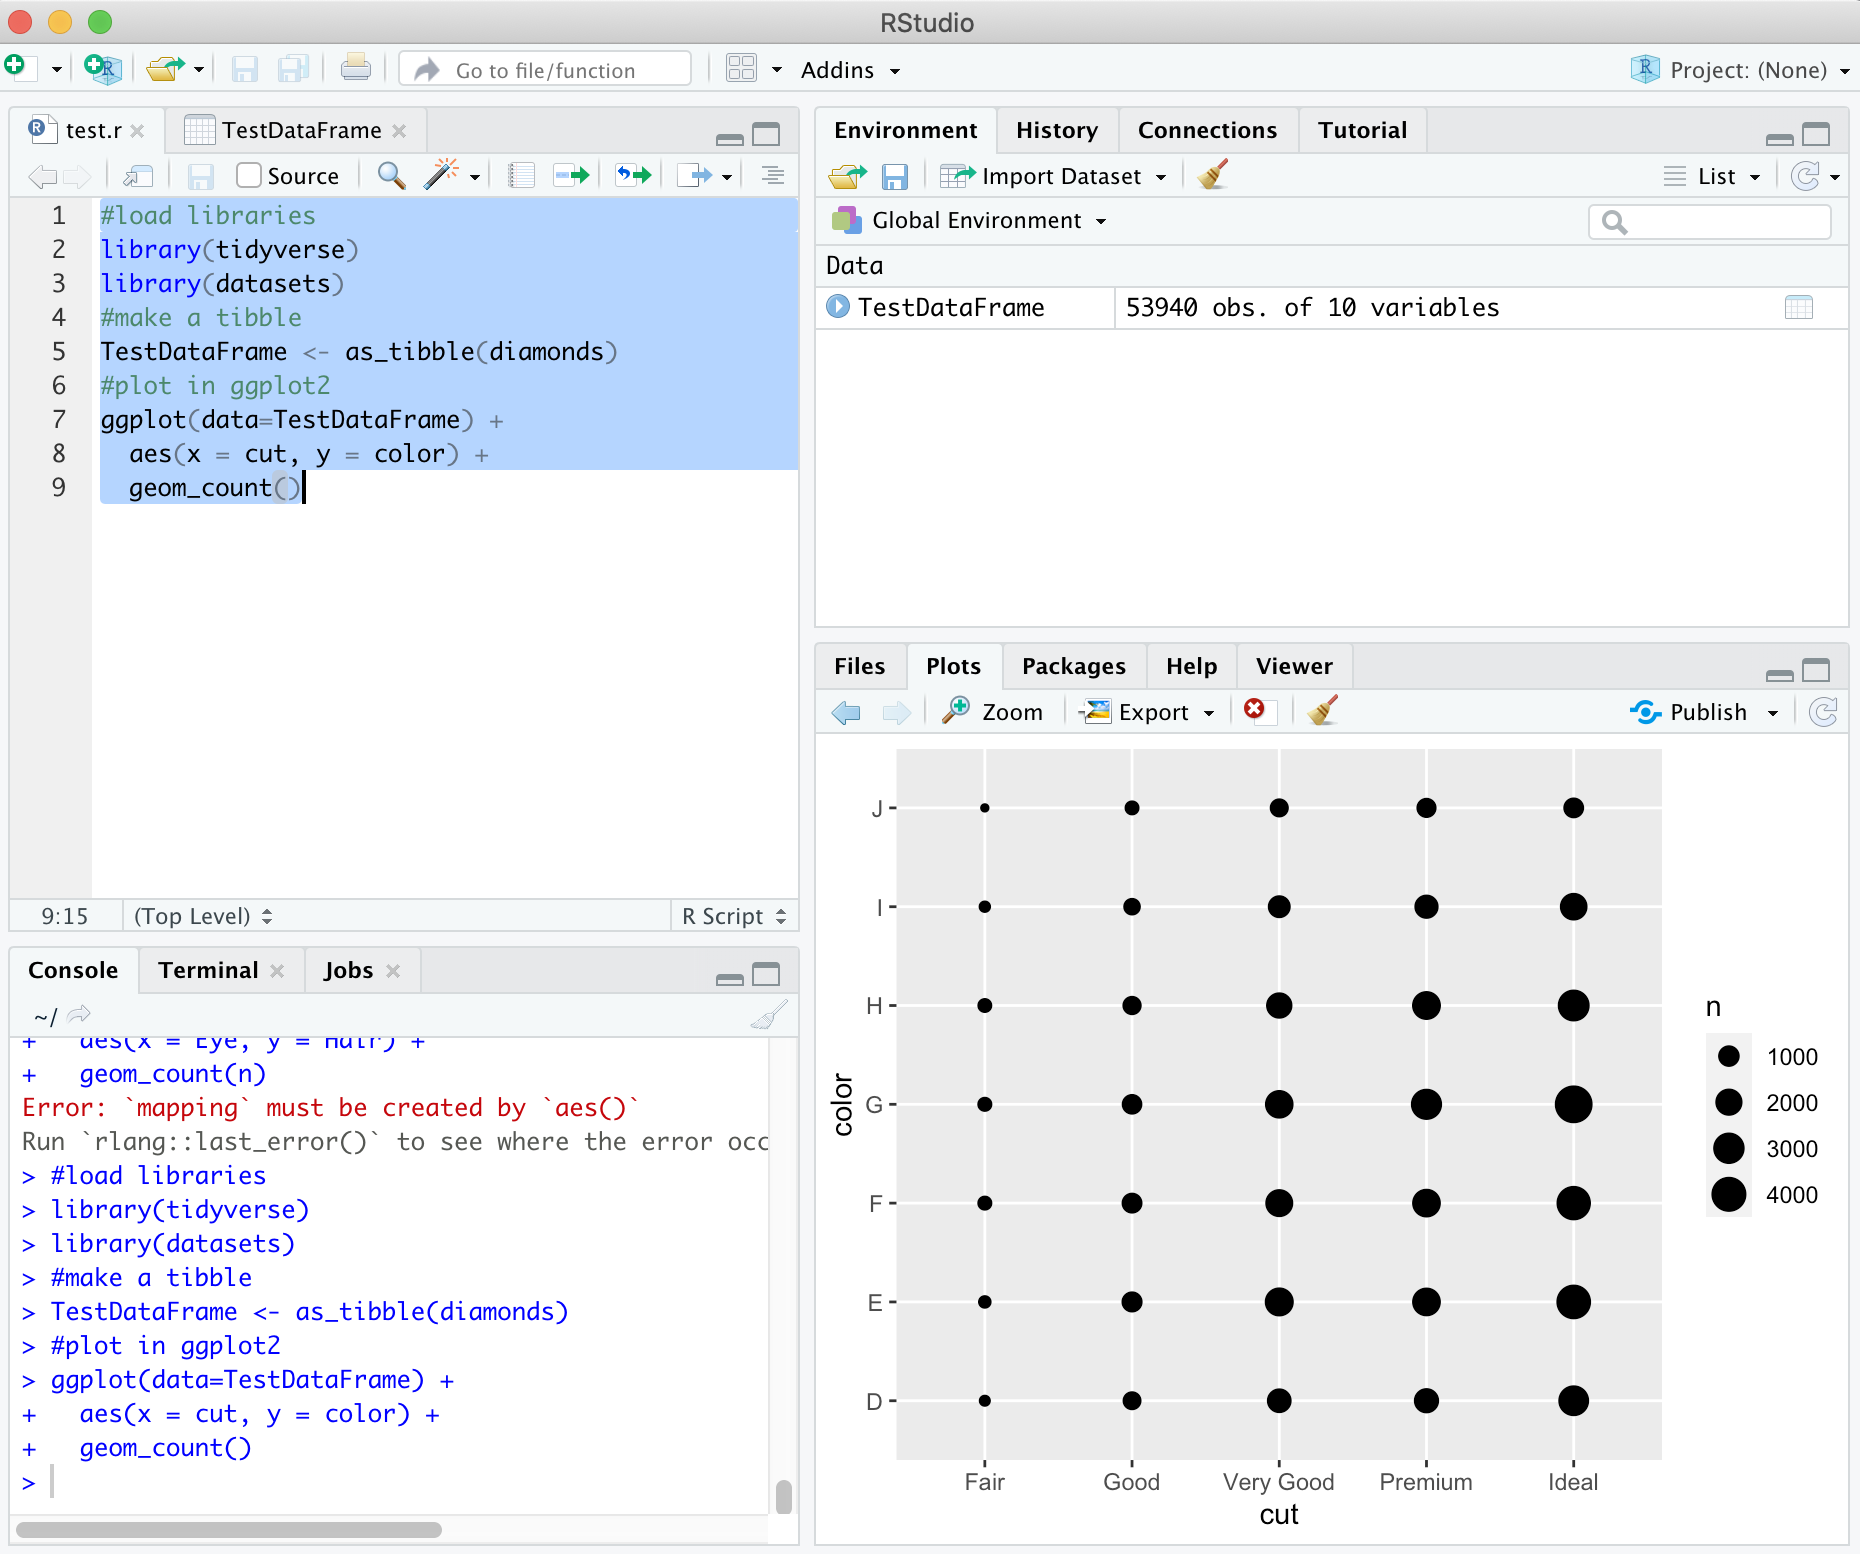 RStudio
Go to file/function
Addins
Project: (None)
test.r
TestDataFrame
Source
1 #load libraries
2 library(tidyverse)
3 library(datasets)
4 #make a tibble
5 TestDataFrame <- as_tibble(diamonds)
6 #plot in ggplot2
7 ggplot(data=TestDataFrame) +
8   aes(x = cut, y = color) +
9   geom_count()
9:15 (Top Level) R Script
Console Terminal Jobs
~/
+   aes(x = Eye, y = Hair) +
+   geom_count(n)
Error: `mapping` must be created by `aes()`
Run `rlang::last_error()` to see where the error occ
> #load libraries
> library(tidyverse)
> library(datasets)
> #make a tibble
> TestDataFrame <- as_tibble(diamonds)
> #plot in ggplot2
> ggplot(data=TestDataFrame) +
+   aes(x = cut, y = color) +
+   geom_count()
>
Environment History Connections Tutorial
Import Dataset List
Global Environment
Data
TestDataFrame 53940 obs. of 10 variables
Files Plots Packages Help Viewer
Zoom Export Publish
J
I
H
G
F
E
D
color
Fair Good Very Good Premium Ideal
cut
n
1000
2000
3000
4000